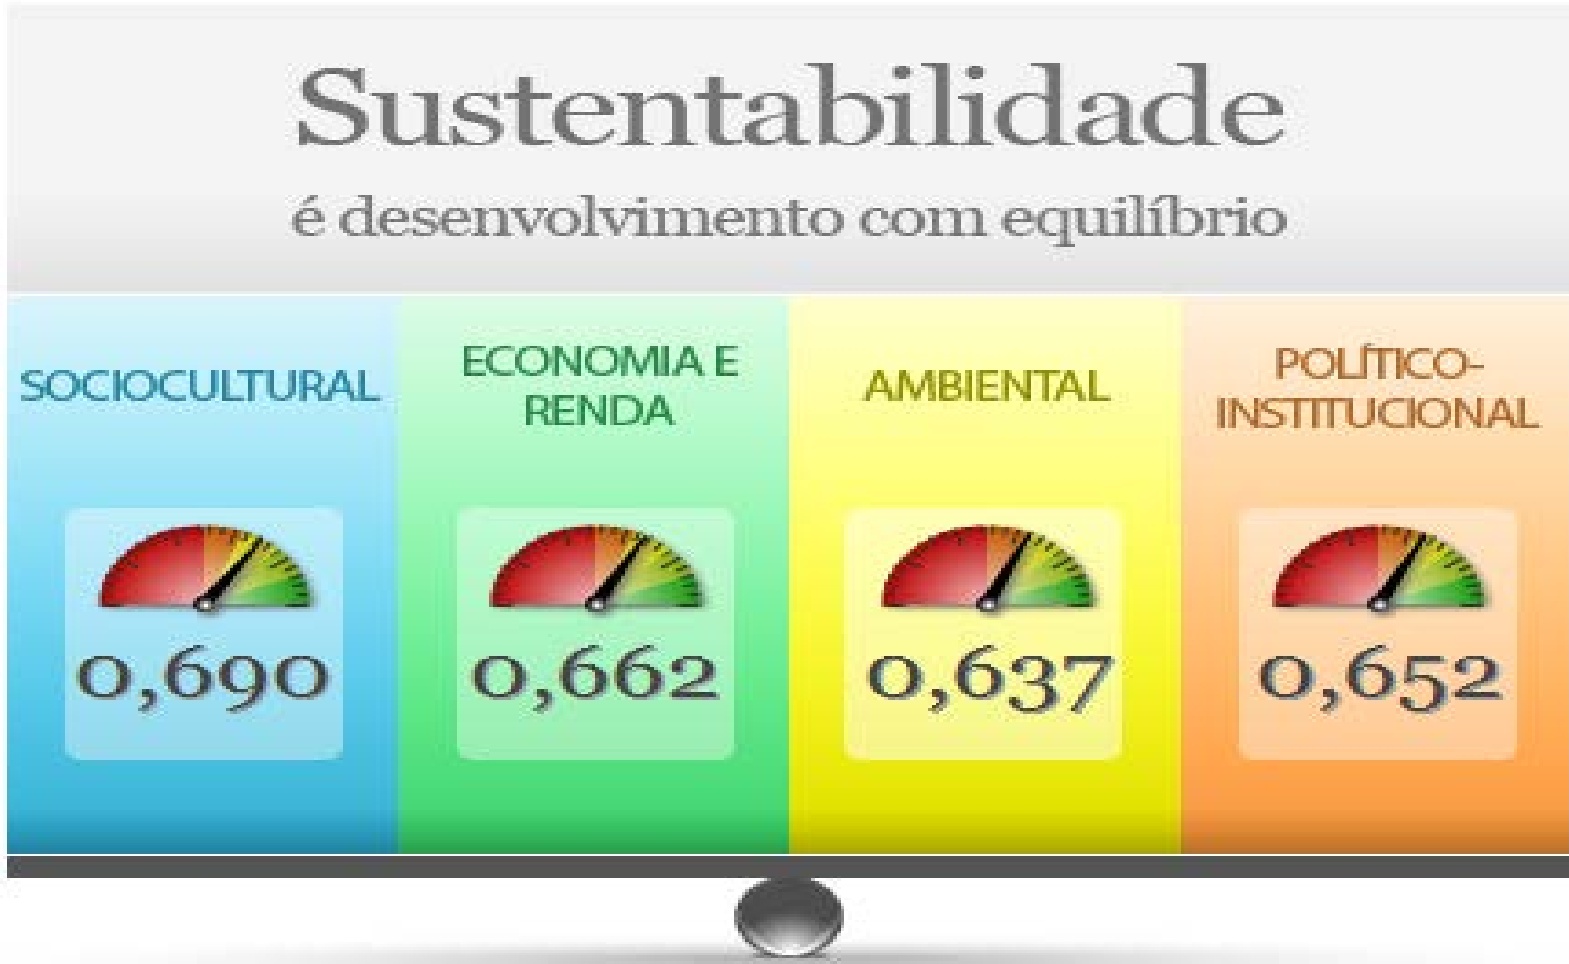 Sustentabilidade
é desenvolvimento com equilíbrio
SOCIOCULTURAL
0,690
ECONOMIA E
RENDA
0,662
AMBIENTAL
0,637
POLÍTICO-
INSTITUCIONAL
0,652